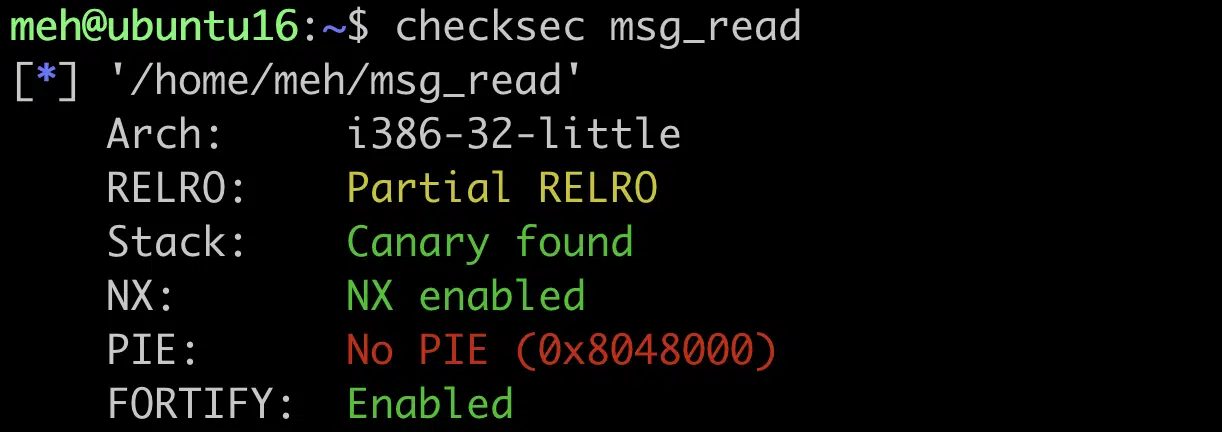 meh@ubuntu16:~$ checksec msg_read
[*] '/home/meh/msg_read'
Arch: i386-32-little
RELRO: Partial RELRO
Stack: Canary found
NX: NX enabled
PIE: No PIE (0x8048000)
FORTIFY: Enabled